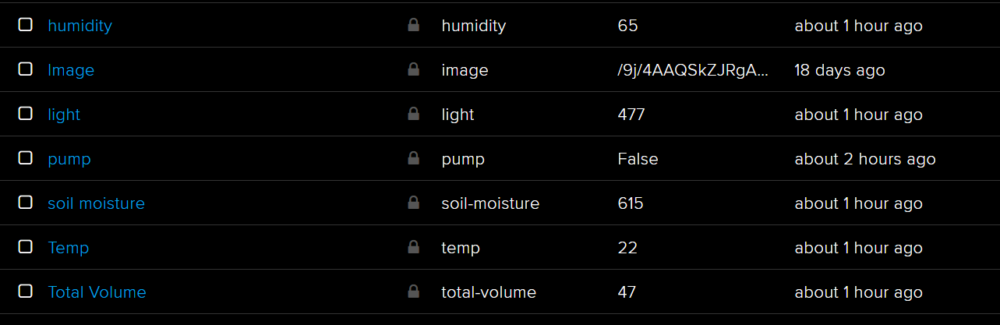 humidity humidity 65 about 1 hour ago
Image image /9j/4AAQSkZJRgA... 18 days ago
light light 477 about 1 hour ago
pump pump False about 2 hours ago
soil moisture soil-moisture 615 about 1 hour ago
Temp temp 22 about 1 hour ago
Total Volume total-volume 47 about 1 hour ago